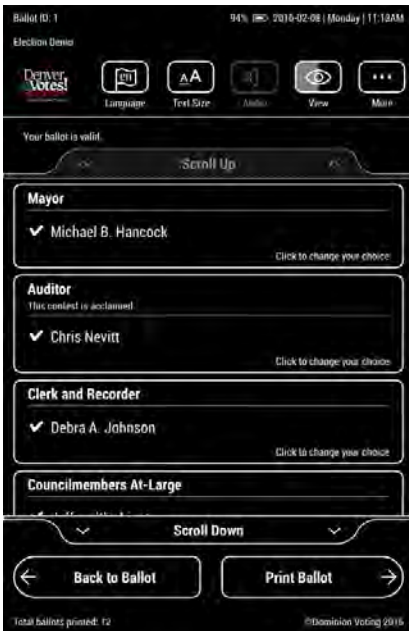 Ballot ID: 1 94% 2016-02-08 | Monday | 11:13AM
Election Demo
Denver Votes!
en AA
Language Text Size Audio View More
Your ballot is valid.
Scroll Up
Mayor
✔ Michael B. Hancock
Click to change your choice
Auditor
This contest is acclaimed
✔ Chris Nevitt
Click to change your choice
Clerk and Recorder
✔ Debra A. Johnson
Click to change your choice
Councilmembers At-Large
Scroll Down
Back to Ballot Print Ballot
Total ballots printed: 12 ©Dominion Voting 2016